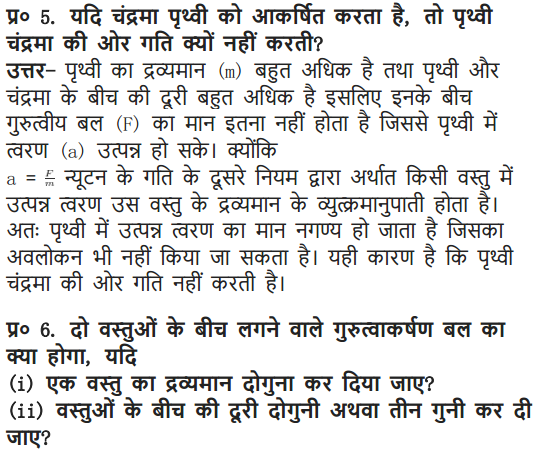 प्र० 5. यदि चंद्रमा पृथ्वी को आकर्षित करता है, तो पृथ्वी
चंद्रमा की ओर गति क्यों नहीं करती?
उत्तर– पृथ्वी का द्रव्यमान (m) बहुत अधिक है तथा पृथ्वी और
चंद्रमा के बीच की दूरी बहुत अधिक है इसलिए इनके बीच
गुरुत्वीय बल (F) का मान इतना नहीं होता है जिससे पृथ्वी में
त्वरण (a) उत्पन्न हो सके। क्योंकि
a = F/m न्यूटन के गति के दूसरे नियम द्वारा अर्थात किसी वस्तु में
उत्पन्न त्वरण उस वस्तु के द्रव्यमान के व्युत्क्रमानुपाती होता है।
अतः पृथ्वी में उत्पन्न त्वरण का मान नगण्य हो जाता है जिसका
अवलोकन भी नहीं किया जा सकता है। यही कारण है कि पृथ्वी
चंद्रमा की ओर गति नहीं करती है।
प्र० 6. दो वस्तुओं के बीच लगने वाले गुरुत्वाकर्षण बल का
क्या होगा, यदि
(i) एक वस्तु का द्रव्यमान दोगुना कर दिया जाए?
(ii) वस्तुओं के बीच की दूरी दोगुनी अथवा तीन गुनी कर दी
जाए?